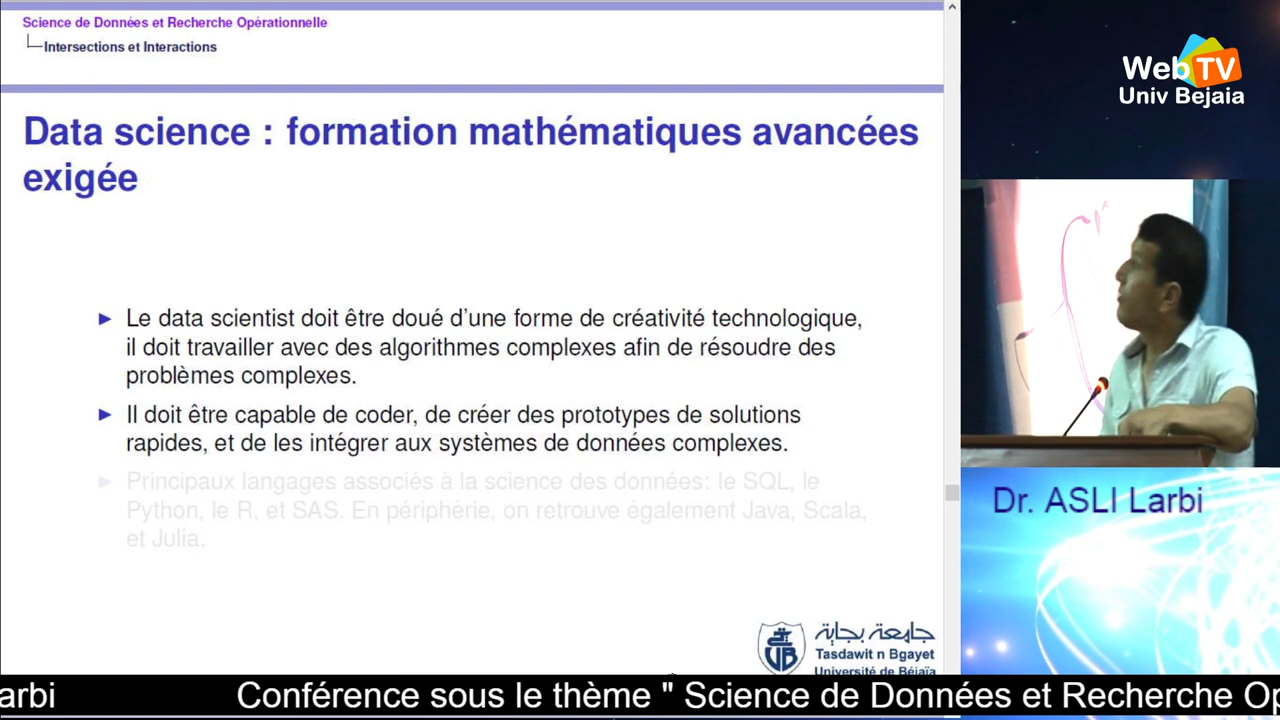 Science de Données et Recherche Opérationnelle
Intersections et Interactions
Data science : formation mathématiques avancées
exigée
► Le data scientist doit être doué d'une forme de créativité technologique,
il doit travailler avec des algorithmes complexes afin de résoudre des
problèmes complexes.
► Il doit être capable de coder, de créer des prototypes de solutions
rapides, et de les intégrer aux systèmes de données complexes.
► Principaux langages associés à la science des données: le SQL, le
Python, le R, et SAS. En périphérie, on retrouve également Java, Scala,
et Julia.
UB
جامعة بجاية
Tasdawit n Bgayet
Université de Béjaïa
Web TV
Univ Bejaia
Dr. ASLI Larbi
arbi Conférence sous le thème " Science de Données et Recherche Op